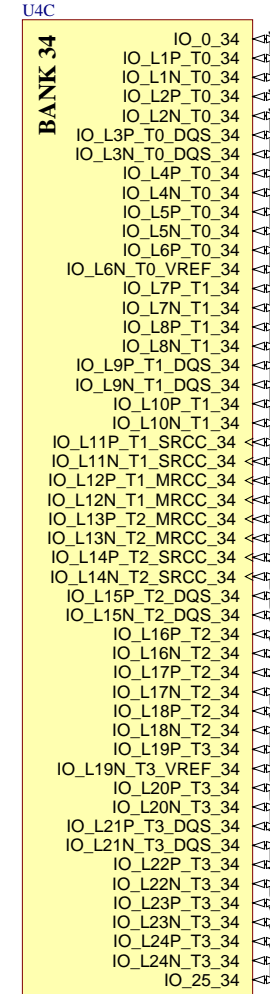 U4C
BANK 34
IO_0_34
IO_L1P_T0_34
IO_L1N_T0_34
IO_L2P_T0_34
IO_L2N_T0_34
IO_L3P_T0_DQS_34
IO_L3N_T0_DQS_34
IO_L4P_T0_34
IO_L4N_T0_34
IO_L5P_T0_34
IO_L5N_T0_34
IO_L6P_T0_34
IO_L6N_T0_VREF_34
IO_L7P_T1_34
IO_L7N_T1_34
IO_L8P_T1_34
IO_L8N_T1_34
IO_L9P_T1_DQS_34
IO_L9N_T1_DQS_34
IO_L10P_T1_34
IO_L10N_T1_34
IO_L11P_T1_SRCC_34
IO_L11N_T1_SRCC_34
IO_L12P_T1_MRCC_34
IO_L12N_T1_MRCC_34
IO_L13P_T2_MRCC_34
IO_L13N_T2_MRCC_34
IO_L14P_T2_SRCC_34
IO_L14N_T2_SRCC_34
IO_L15P_T2_DQS_34
IO_L15N_T2_DQS_34
IO_L16P_T2_34
IO_L16N_T2_34
IO_L17P_T2_34
IO_L17N_T2_34
IO_L18P_T2_34
IO_L18N_T2_34
IO_L19P_T3_34
IO_L19N_T3_VREF_34
IO_L20P_T3_34
IO_L20N_T3_34
IO_L21P_T3_DQS_34
IO_L21N_T3_DQS_34
IO_L22P_T3_34
IO_L22N_T3_34
IO_L23P_T3_34
IO_L23N_T3_34
IO_L24P_T3_34
IO_L24N_T3_34
IO_25_34